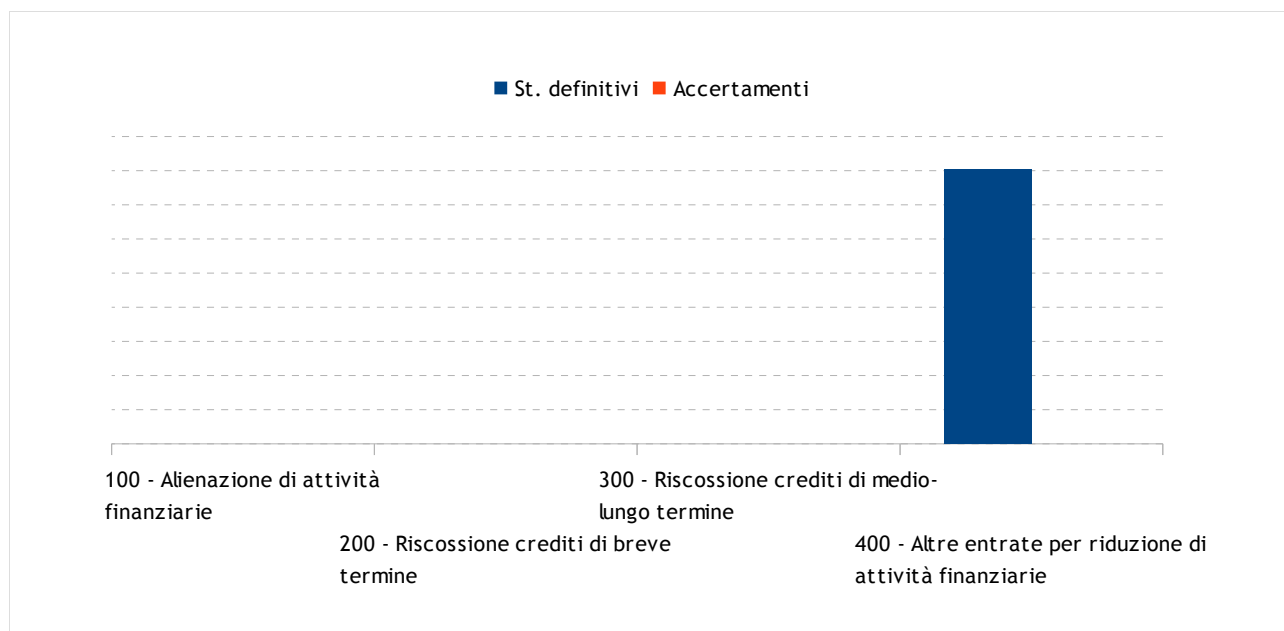 St. definitivi Accertamenti
100 - Alienazione di attività
finanziarie
200 - Riscossione crediti di breve
termine
300 - Riscossione crediti di medio-
lungo termine
400 - Altre entrate per riduzione di
attività finanziarie